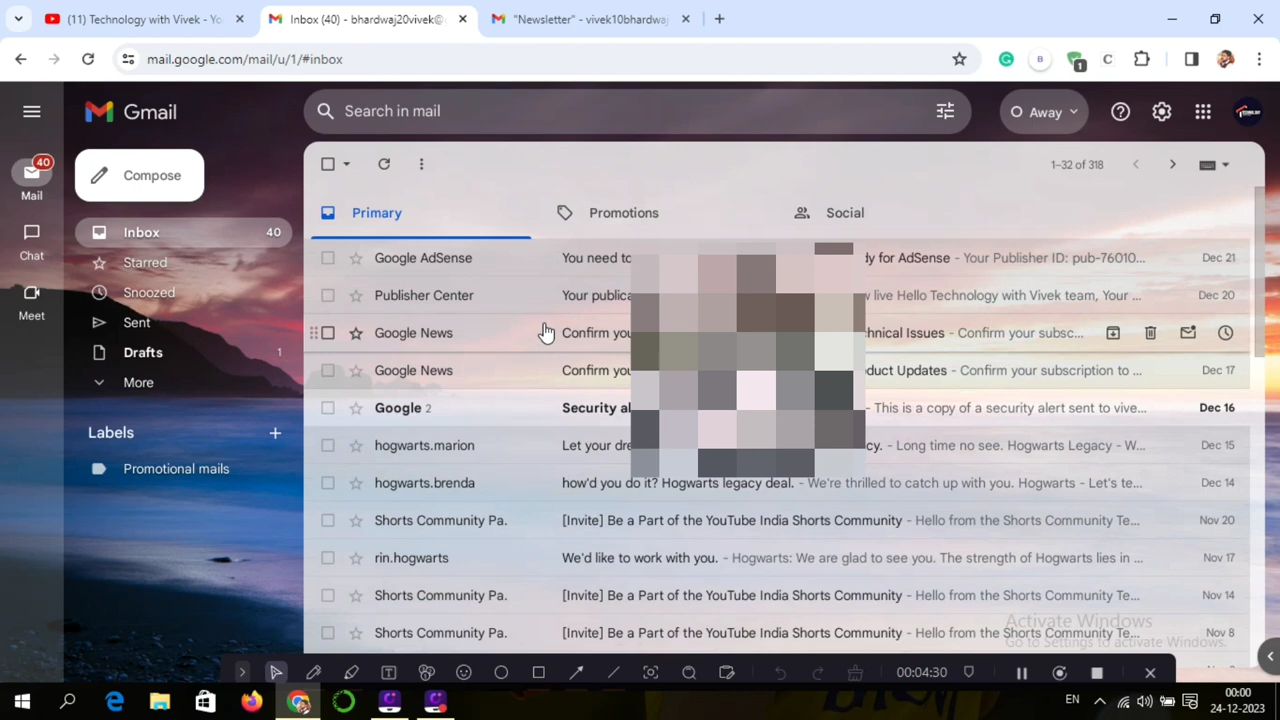 (11) Technology with Vivek - Yo
Inbox (40) - bhardwaj20vivek@
"Newsletter" - vivek10bhardwaj
mail.google.com/mail/u/1/#inbox
B
1
C
Gmail
Search in mail
Away
40
Mail
Chat
Meet
Compose
Inbox 40
Starred
Snoozed
Sent
Drafts 1
More
Labels
Promotional mails
1–32 of 318
Primary
Promotions
Social
Google AdSense You need to dy for AdSense - Your Publisher ID: pub-76010... Dec 21
Publisher Center Your publica live Hello Technology with Vivek team, Your ... Dec 20
Google News Confirm you hnical Issues - Confirm your subsc...
Google News Confirm you duct Updates - Confirm your subscription to ... Dec 17
Google 2 Security al - This is a copy of a security alert sent to vive... Dec 16
hogwarts.marion Let your dre cy. - Long time no see. Hogwarts Legacy - W... Dec 15
hogwarts.brenda how'd you do it? Hogwarts legacy deal. - We're thrilled to catch up with you. Hogwarts - Let's te... Dec 14
Shorts Community Pa. [Invite] Be a Part of the YouTube India Shorts Community - Hello from the Shorts Community Te... Nov 20
rin.hogwarts We'd like to work with you. - Hogwarts: We are glad to see you. The strength of Hogwarts lies in ... Nov 17
Shorts Community Pa. [Invite] Be a Part of the YouTube India Shorts Community - Hello from the Shorts Community Te... Nov 14
Shorts Community Pa. [Invite] Be a Part of the YouTube India Shorts Community - Hello from the Shorts Community Te... Nov 8
Activate Windows
Go to Settings to activate Windows.
00:04:30
EN
00:00
24-12-2023